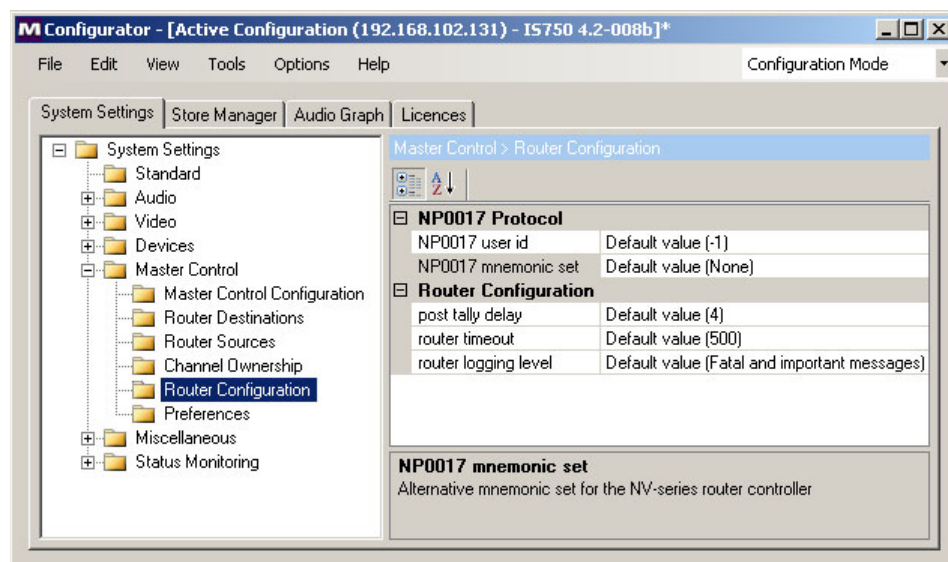 M Configurator - [Active Configuration (192.168.102.131) - IS750 4.2-008b]*
File Edit View Tools Options Help Configuration Mode
System Settings Store Manager Audio Graph Licences
System Settings
Standard
Audio
Video
Devices
Master Control
Master Control Configuration
Router Destinations
Router Sources
Channel Ownership
Router Configuration
Preferences
Miscellaneous
Status Monitoring
Master Control > Router Configuration
NP0017 Protocol
NP0017 user id Default value (-1)
NP0017 mnemonic set Default value (None)
Router Configuration
post tally delay Default value (4)
router timeout Default value (500)
router logging level Default value (Fatal and important messages)
NP0017 mnemonic set
Alternative mnemonic set for the NV-series router controller